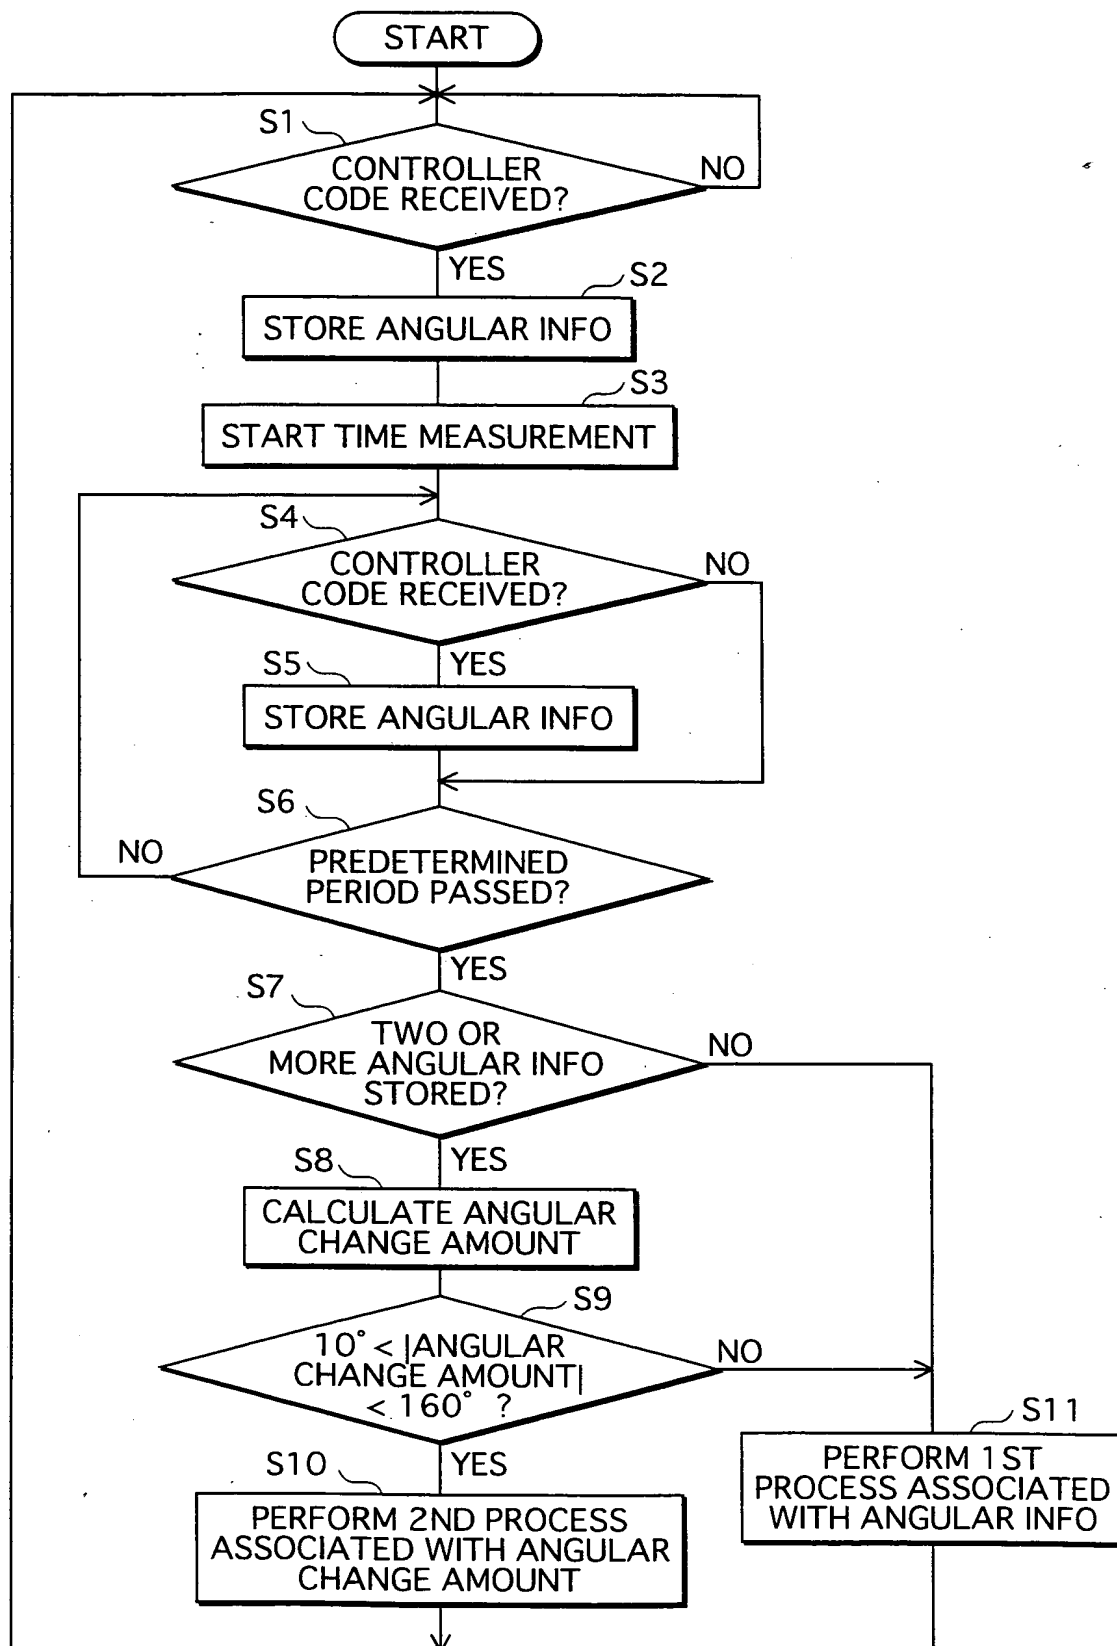 START
S1
CONTROLLER
CODE RECEIVED?
NO
YES
S2
STORE ANGULAR INFO
S3
START TIME MEASUREMENT
S4
CONTROLLER
CODE RECEIVED?
NO
YES
S5
STORE ANGULAR INFO
S6
PREDETERMINED
PERIOD PASSED?
NO
YES
S7
TWO OR
MORE ANGULAR INFO
STORED?
NO
YES
S8
CALCULATE ANGULAR
CHANGE AMOUNT
S9
10° < |ANGULAR
CHANGE AMOUNT|
< 160° ?
NO
YES
S10
PERFORM 2ND PROCESS
ASSOCIATED WITH ANGULAR
CHANGE AMOUNT
S11
PERFORM 1ST
PROCESS ASSOCIATED
WITH ANGULAR INFO